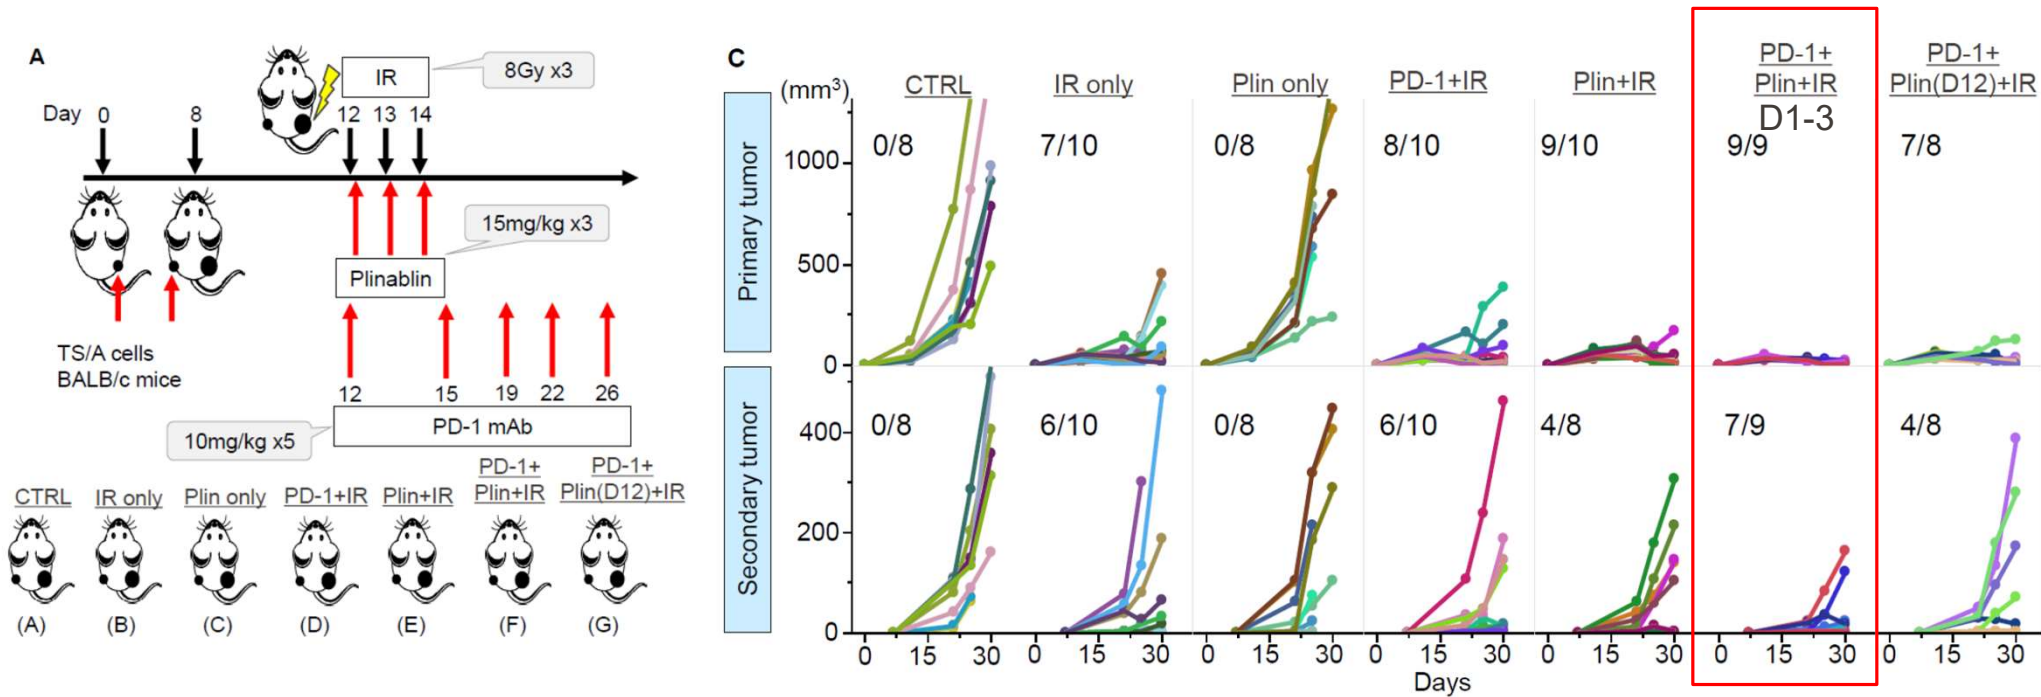 A
IR
8Gy x3
Day 0 8 12 13 14
15mg/kg x3
Plinablin
TS/A cells
BALB/c mice
12 15 19 22 26
PD-1 mAb
10mg/kg x5
CTRL IR only Plin only PD-1+IR Plin+IR PD-1+ Plin+IR PD-1+ Plin(D12)+IR
(A) (B) (C) (D) (E) (F) (G)
C
(mm³)
CTRL IR only Plin only PD-1+IR Plin+IR PD-1+ Plin+IR D1-3 PD-1+ Plin(D12)+IR
Primary tumor
1000
500
0
0/8 7/10 0/8 8/10 9/10 9/9 7/8
Secondary tumor
400
200
0
0/8 6/10 0/8 6/10 4/8 7/9 4/8
0 15 30 0 15 30 0 15 30 0 15 30 0 15 30 0 15 30 0 15 30
Days